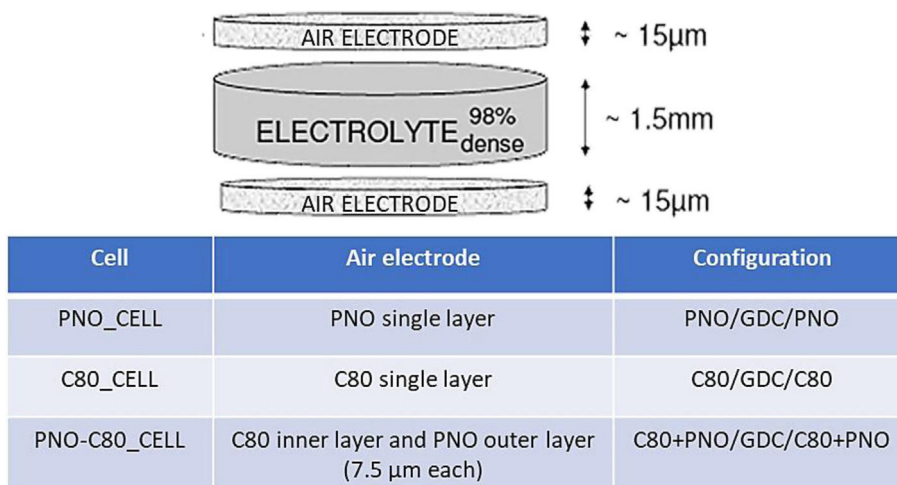 AIR ELECTRODE
~ 15μm
ELECTROLYTE 98% dense
~ 1.5mm
AIR ELECTRODE
~ 15μm
Cell Air electrode Configuration
PNO_CELL PNO single layer PNO/GDC/PNO
C80_CELL C80 single layer C80/GDC/C80
PNO-C80_CELL C80 inner layer and PNO outer layer C80+PNO/GDC/C80+PNO
(7.5 μm each)